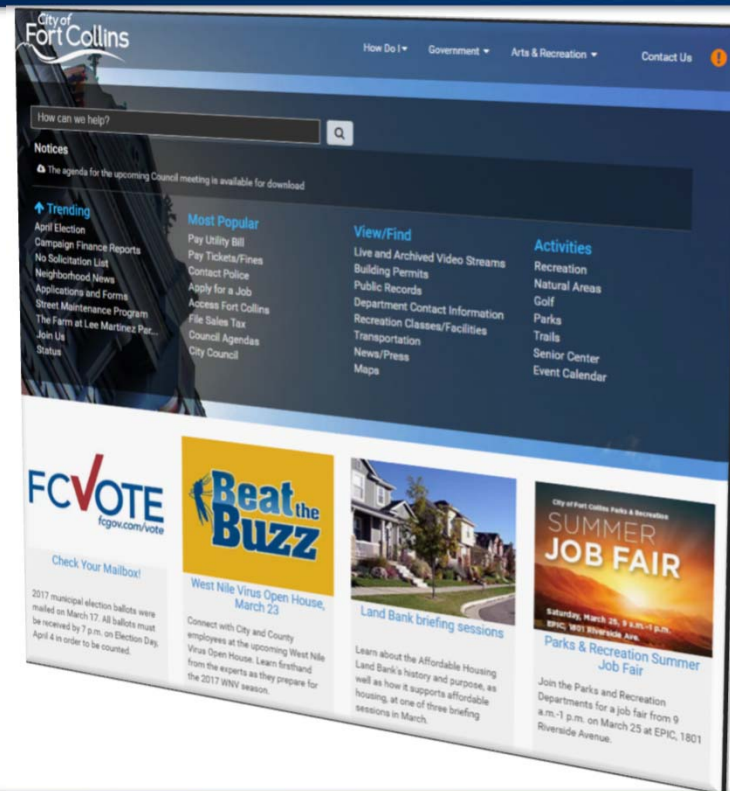 City of
Fort Collins
How Do I
Government
Arts & Recreation
Contact Us
!
How can we help?
Notices
The agenda for the upcoming Council meeting is available for download
Trending
April Election
Campaign Finance Reports
No Solicitation List
Neighborhood News
Applications and Forms
Street Maintenance Program
The Farm at Lee Martinez Par...
Join Us
Status
Most Popular
Pay Utility Bill
Pay Tickets/Fines
Contact Police
Apply for a Job
Access Fort Collins
File Sales Tax
Council Agendas
City Council
View/Find
Live and Archived Video Streams
Building Permits
Public Records
Department Contact Information
Recreation Classes/Facilities
Transportation
News/Press
Maps
Activities
Recreation
Natural Areas
Golf
Parks
Trails
Senior Center
Event Calendar
FCVOTE
fcgov.com/vote
Check Your Mailbox!
2017 municipal election ballots were
mailed on March 17. All ballots must
be received by 7 p.m. on Election Day,
April 4 in order to be counted.
Beat the
Buzz
West Nile Virus Open House,
March 23
Connect with City and County
employees at the upcoming West Nile
Virus Open House. Learn firsthand
from the experts as they prepare for
the 2017 WNV season.
Land Bank briefing sessions
Learn about the Affordable Housing
Land Bank's history and purpose, as
well as how it supports affordable
housing, at one of three briefing
sessions in March.
City of Fort Collins Parks & Recreation
SUMMER
JOB FAIR
Saturday, March 25, 9 a.m.-1 p.m.
EPIC, 1801 Riverside Ave.
Parks & Recreation Summer
Job Fair
Join the Parks and Recreation
Departments for a job fair from 9
a.m.-1 p.m. on March 25 at EPIC, 1801
Riverside Avenue.